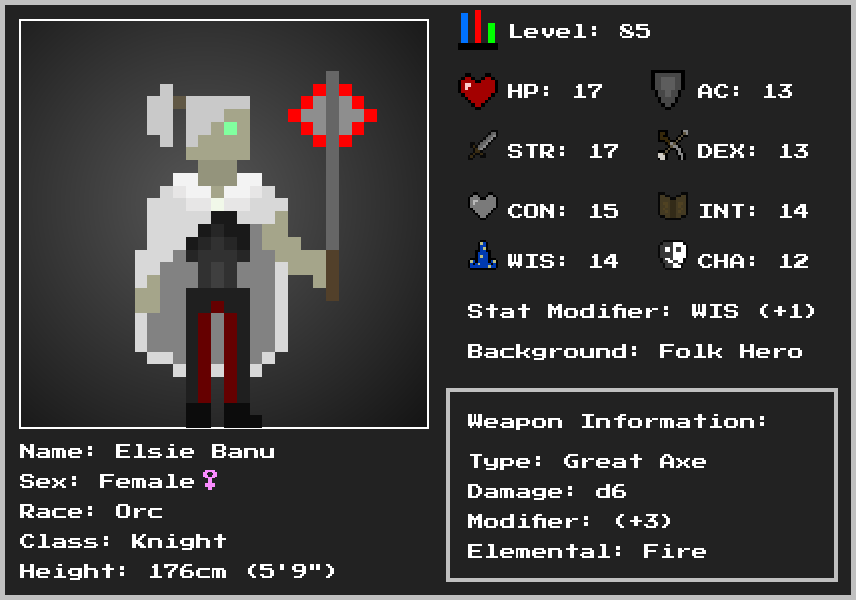 Level: 85
HP: 17
AC: 13
STR: 17
DEX: 13
CON: 15
INT: 14
WIS: 14
CHA: 12
Stat Modifier: WIS (+1)
Background: Folk Hero
Weapon Information:
Type: Great Axe
Damage: d6
Modifier: (+3)
Elemental: Fire
Name: Elsie Banu
Sex: Female♀
Race: Orc
Class: Knight
Height: 176cm (5'9")